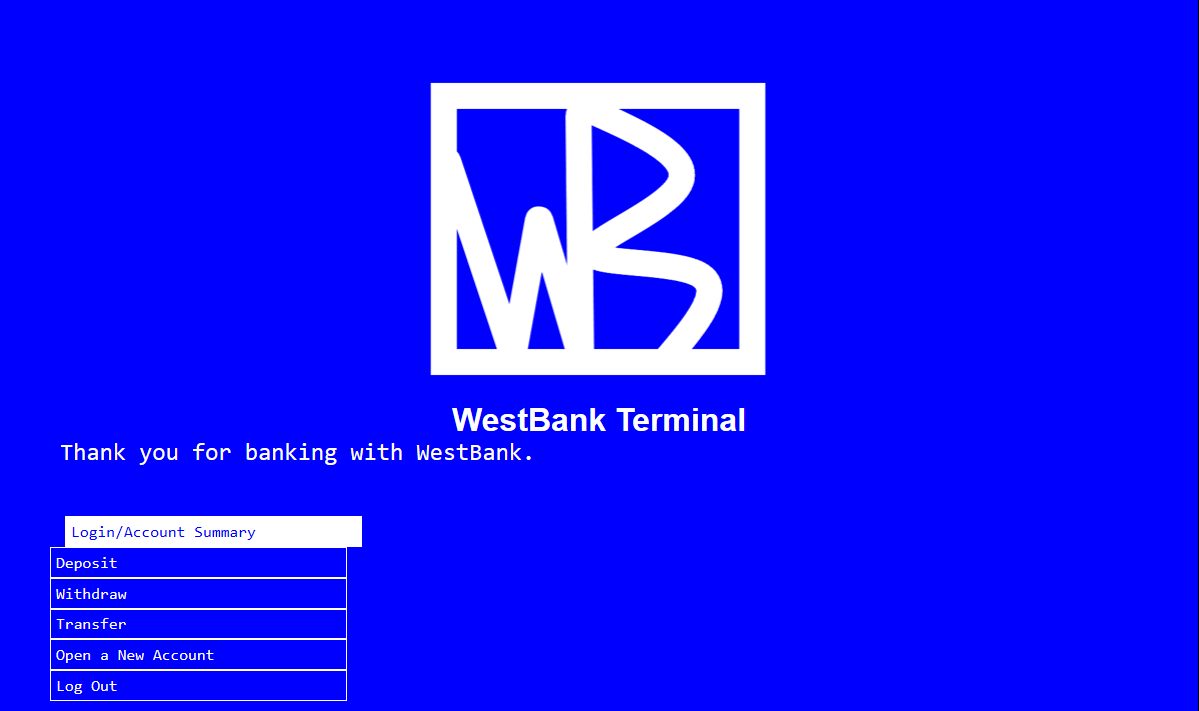 WB
WestBank Terminal
Thank you for banking with WestBank.
Login/Account Summary
Deposit
Withdraw
Transfer
Open a New Account
Log Out